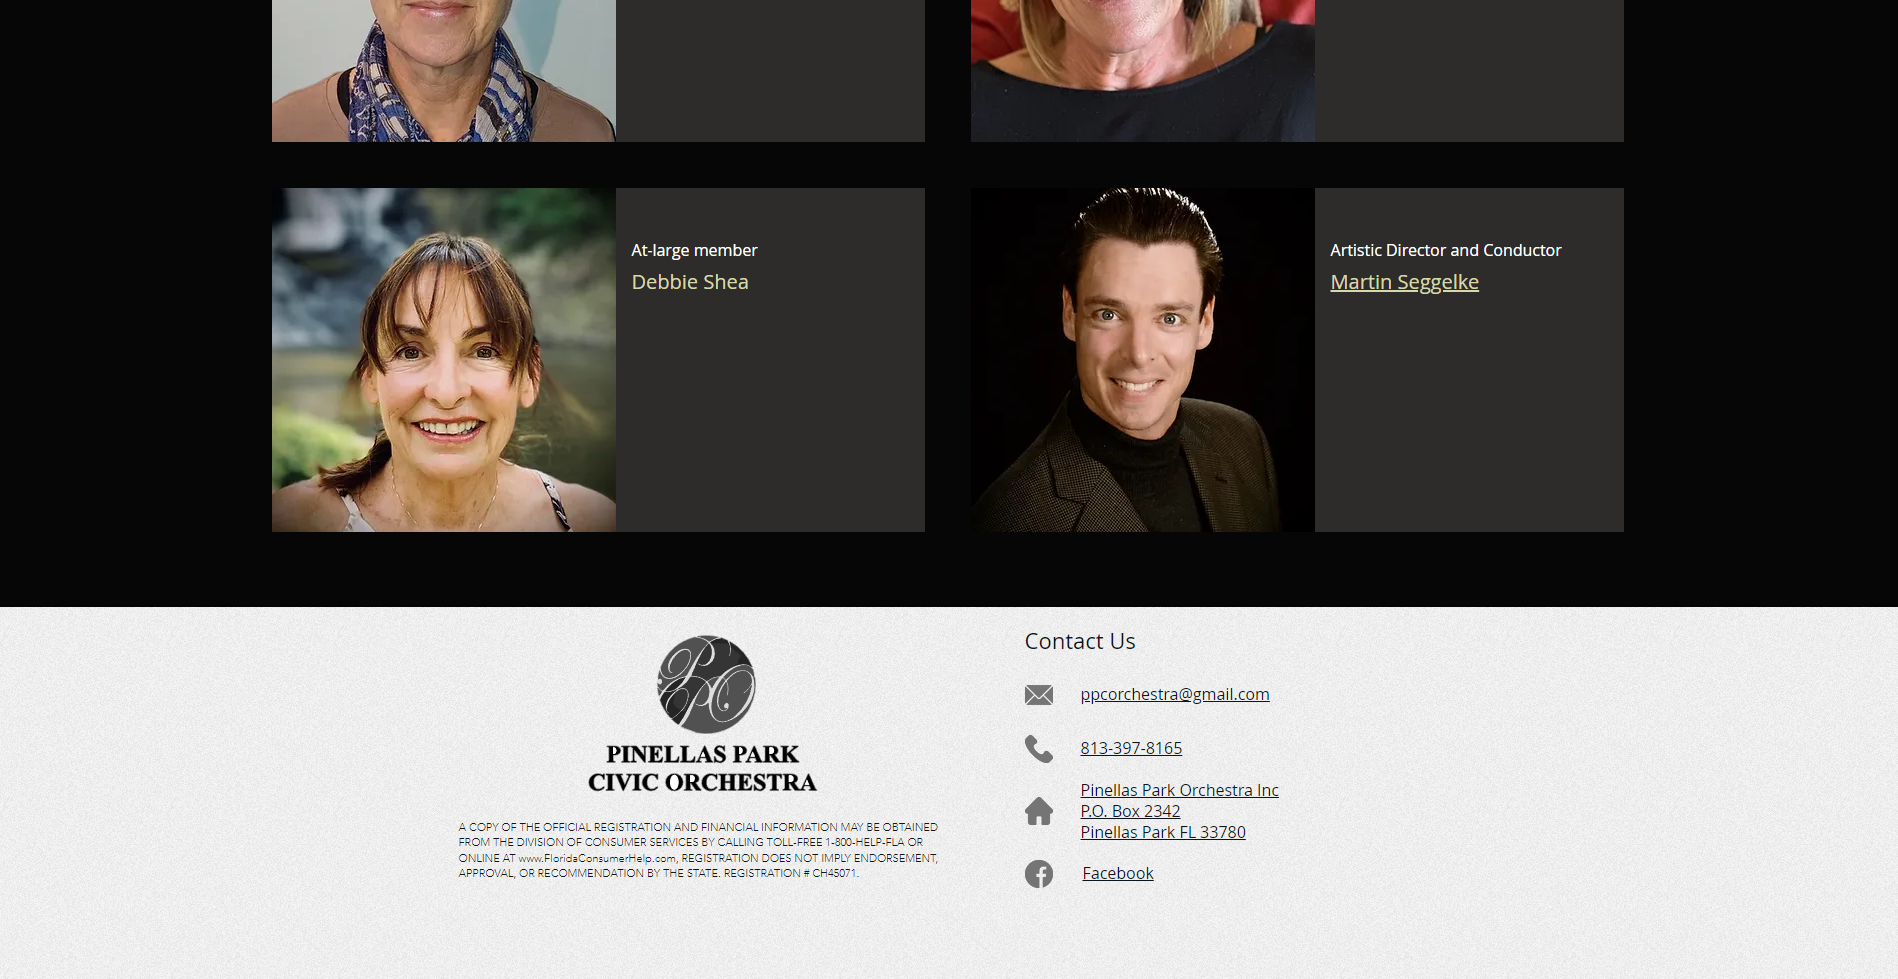 At-large member
Debbie Shea
Artistic Director and Conductor
Martin Seggelke
PPO
PINELLAS PARK
CIVIC ORCHESTRA
A COPY OF THE OFFICIAL REGISTRATION AND FINANCIAL INFORMATION MAY BE OBTAINED
FROM THE DIVISION OF CONSUMER SERVICES BY CALLING TOLL-FREE 1-800-HELP-FLA OR
ONLINE AT www.FloridaConsumerHelp.com, REGISTRATION DOES NOT IMPLY ENDORSEMENT,
APPROVAL, OR RECOMMENDATION BY THE STATE. REGISTRATION # CH45071.
Contact Us
ppcorchestra@gmail.com
813-397-8165
Pinellas Park Orchestra Inc
P.O. Box 2342
Pinellas Park FL 33780
Facebook